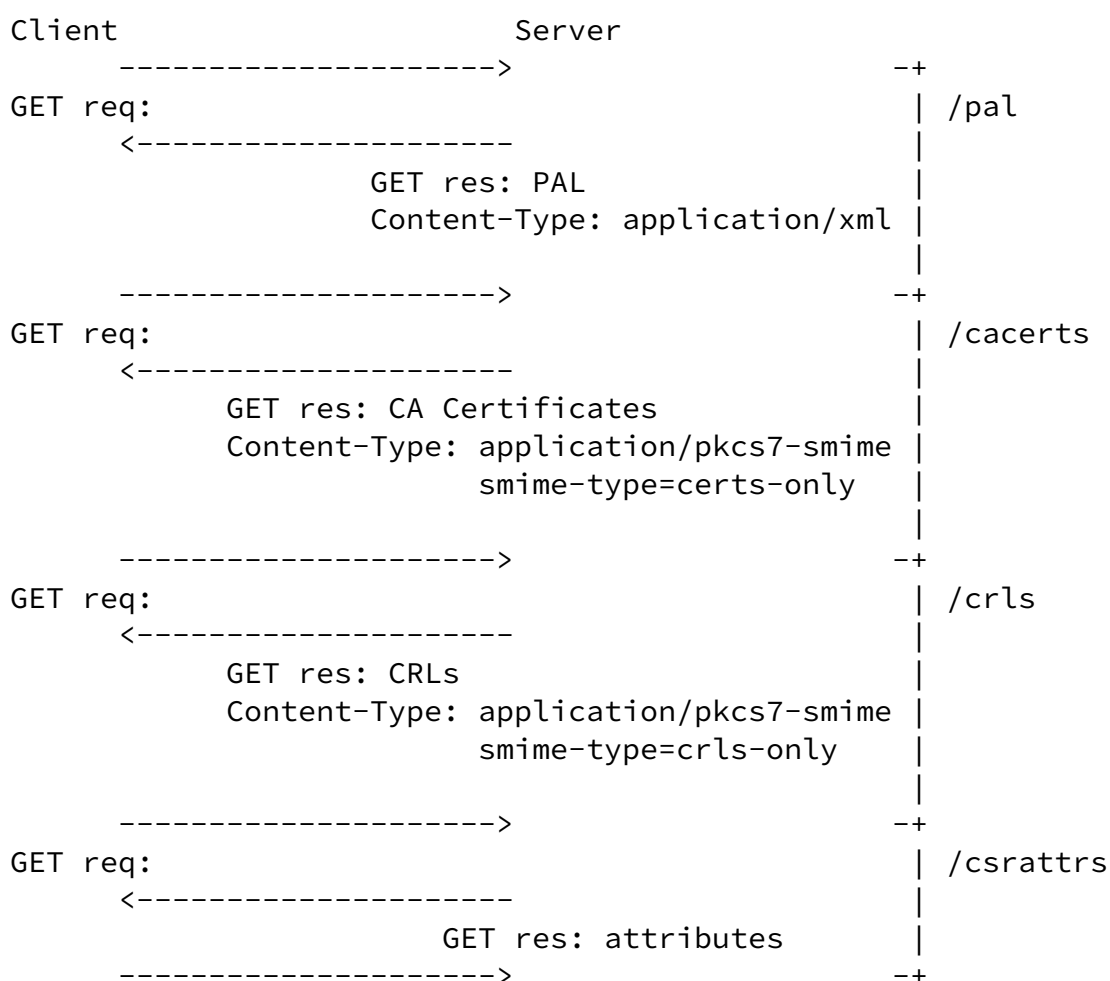 Client                      Server
      --------------------->                     -+
GET req:                                          | /pal
      <---------------------                      |
                    GET res: PAL                  |
                    Content-Type: application/xml |
                                                  |
      --------------------->                     -+
GET req:                                          | /cacerts
      <---------------------                      |
            GET res: CA Certificates              |
            Content-Type: application/pkcs7-smime |
                          smime-type=certs-only   |
                                                  |
      --------------------->                     -+
GET req:                                          | /crls
      <---------------------                      |
            GET res: CRLs                         |
            Content-Type: application/pkcs7-smime |
                          smime-type=crls-only    |
                                                  |
      --------------------->                     -+
GET req:                                          | /csrattrs
      <---------------------                      |
                        GET res: attributes       |
      --------------------->                     -+